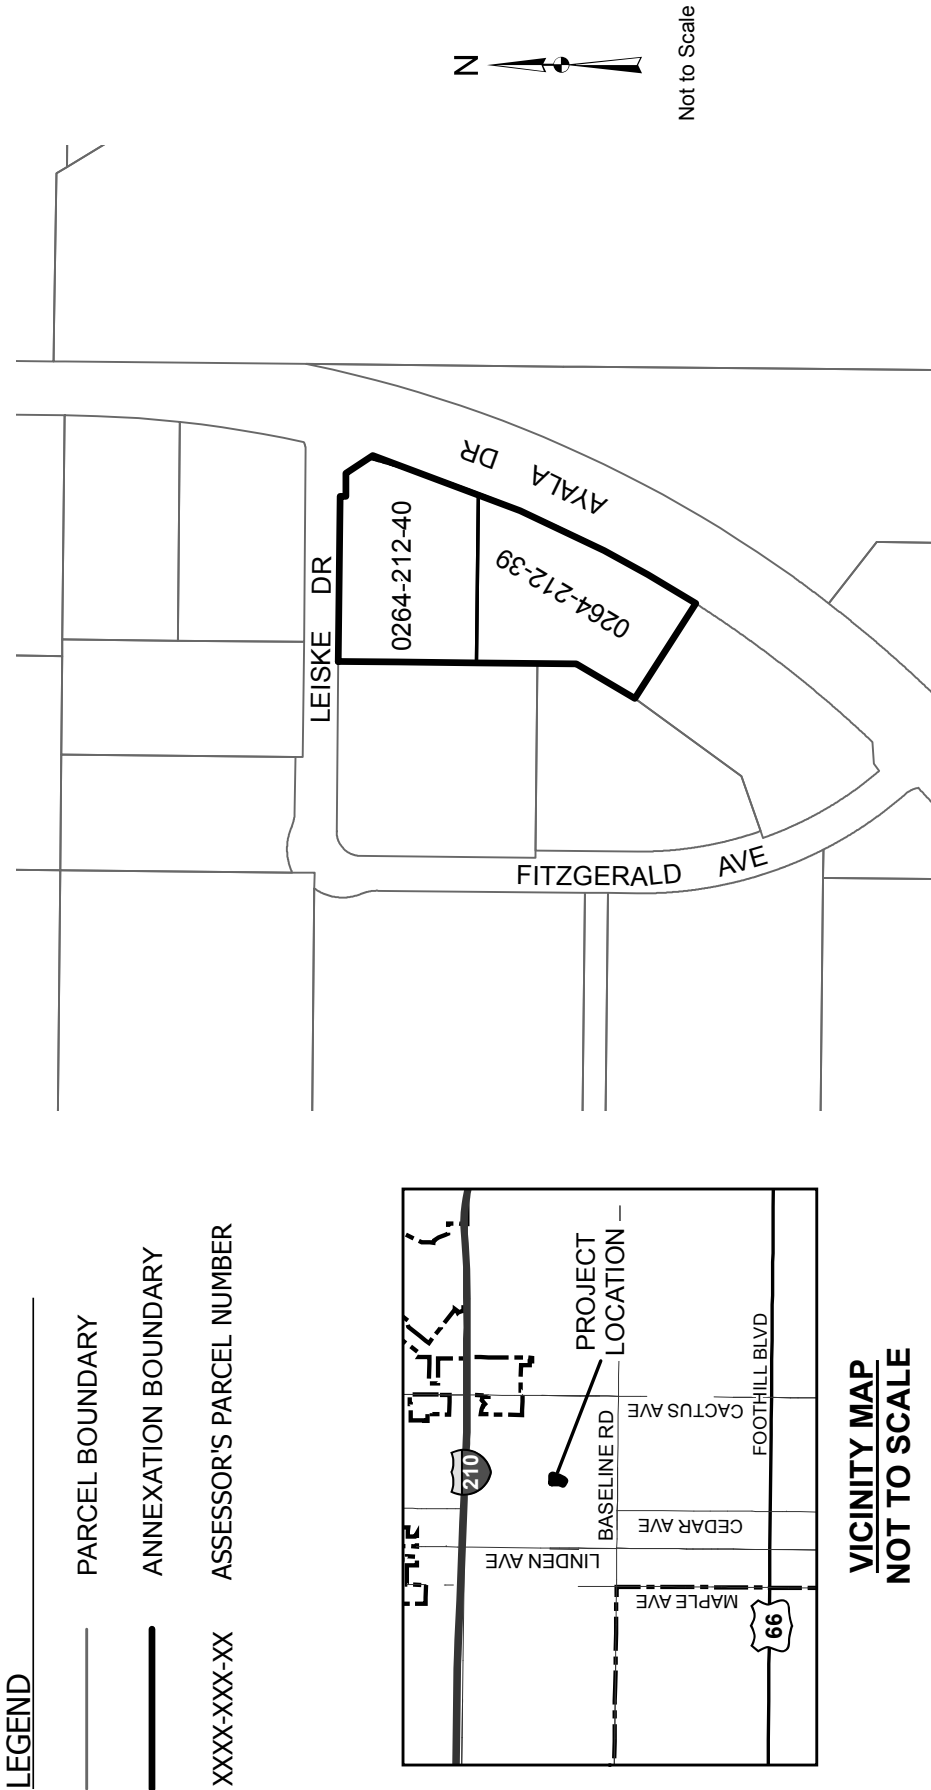 LEGEND
PARCEL BOUNDARY
ANNEXATION BOUNDARY
XXXX-XXX-XX ASSESSOR'S PARCEL NUMBER
LEISKE DR
0264-212-40
0264-212-39
AYALA DR
FITZGERALD AVE
N
Not to Scale
210
LINDEN AVE
PROJECT
LOCATION
BASELINE RD
MAPLE AVE
CEDAR AVE
CACTUS AVE
FOOTHILL BLVD
66
VICINITY MAP
NOT TO SCALE